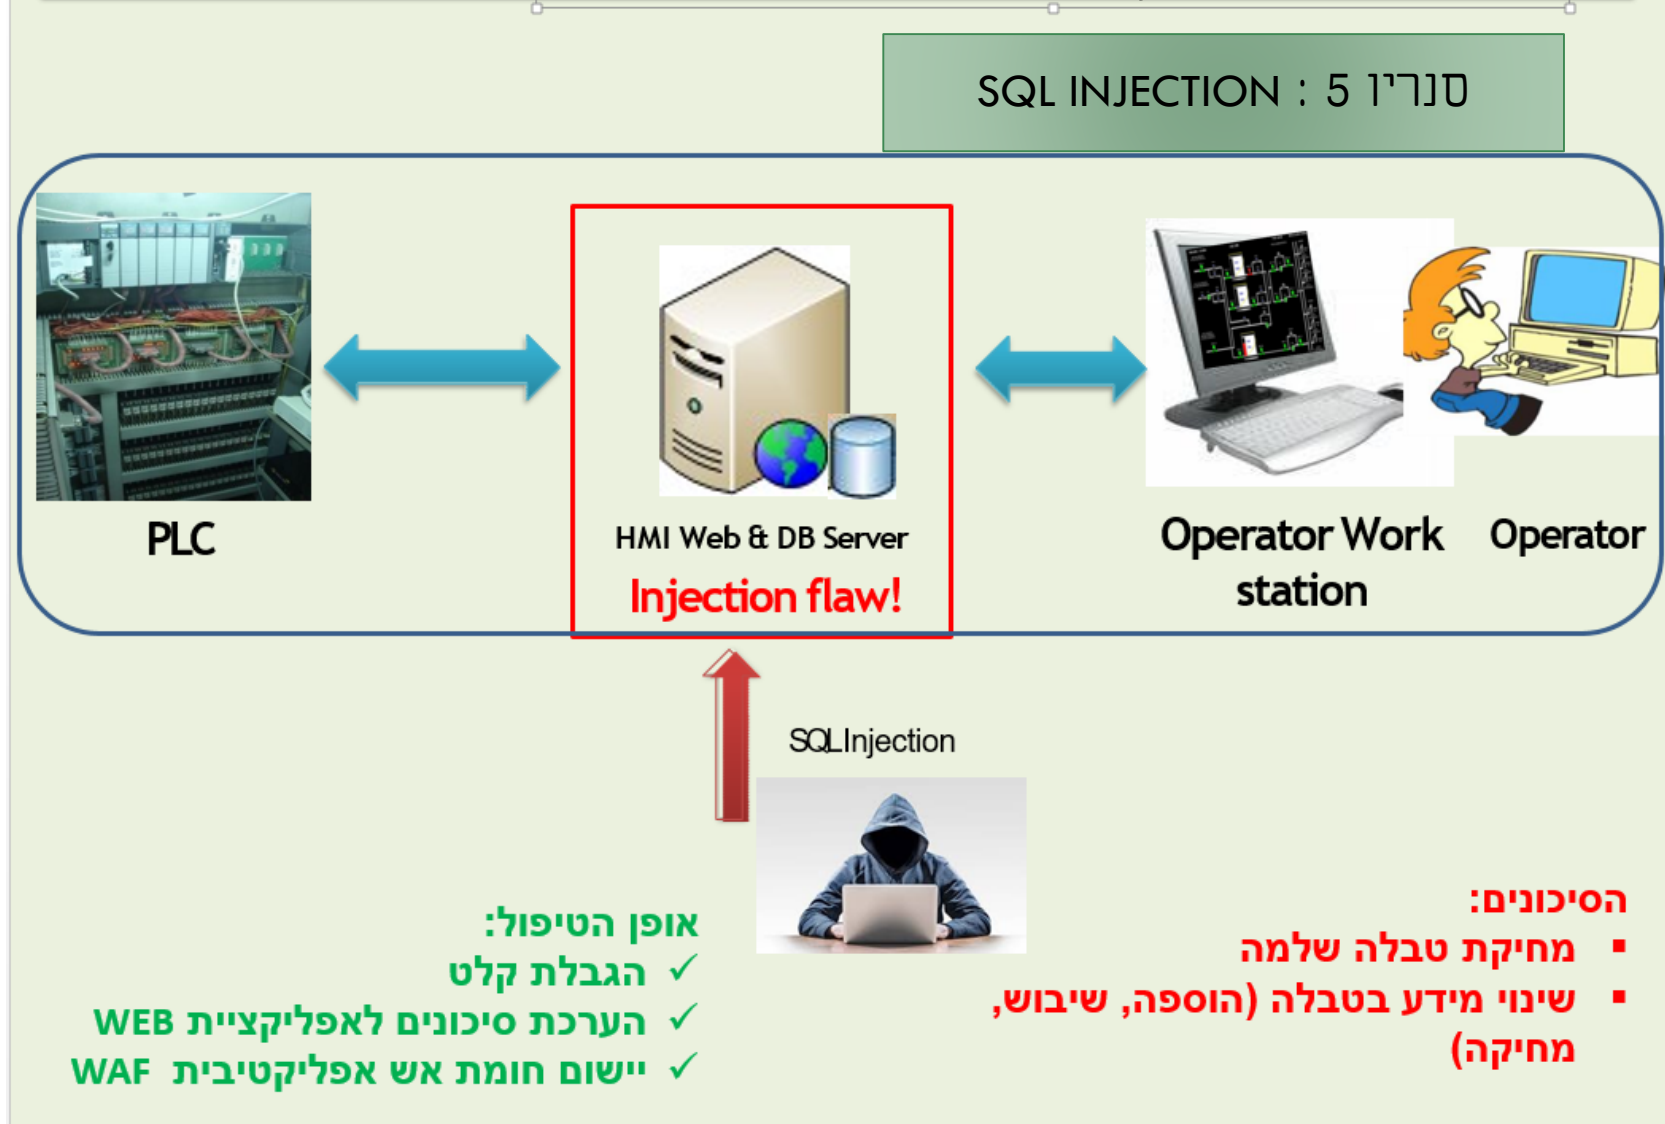 סנריו 5 : SQL INJECTION
PLC
HMI Web & DB Server
Injection flaw!
Operator Work
station
Operator
SQLInjection
הסיכונים:
▪ מחיקת טבלה שלמה
▪ שינוי מידע בטבלה (הוספה, שיבוש,
מחיקה)
אופן הטיפול:
✓ הגבלת קלט
✓ הערכת סיכונים לאפליקציית WEB
✓ יישום חומת אש אפליקטיבית WAF